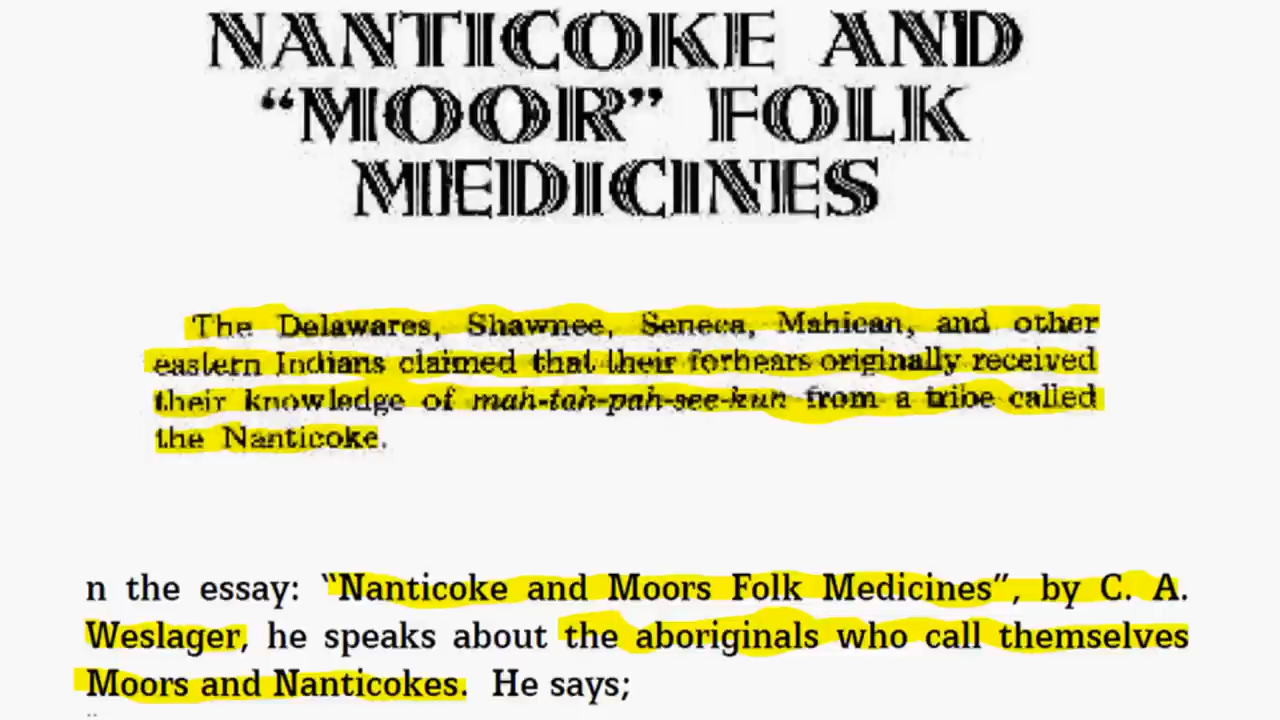 NANTICOKE AND
“MOOR” FOLK
MEDICINES
The Delawares, Shawnee, Seneca, Mahican, and other
eastern Indians claimed that their forbears originally received
their knowledge of mah-tah-pah-see-kun from a tribe called
the Nanticoke.
n the essay: “Nanticoke and Moors Folk Medicines”, by C. A.
Weslager, he speaks about the aboriginals who call themselves
Moors and Nanticokes. He says;